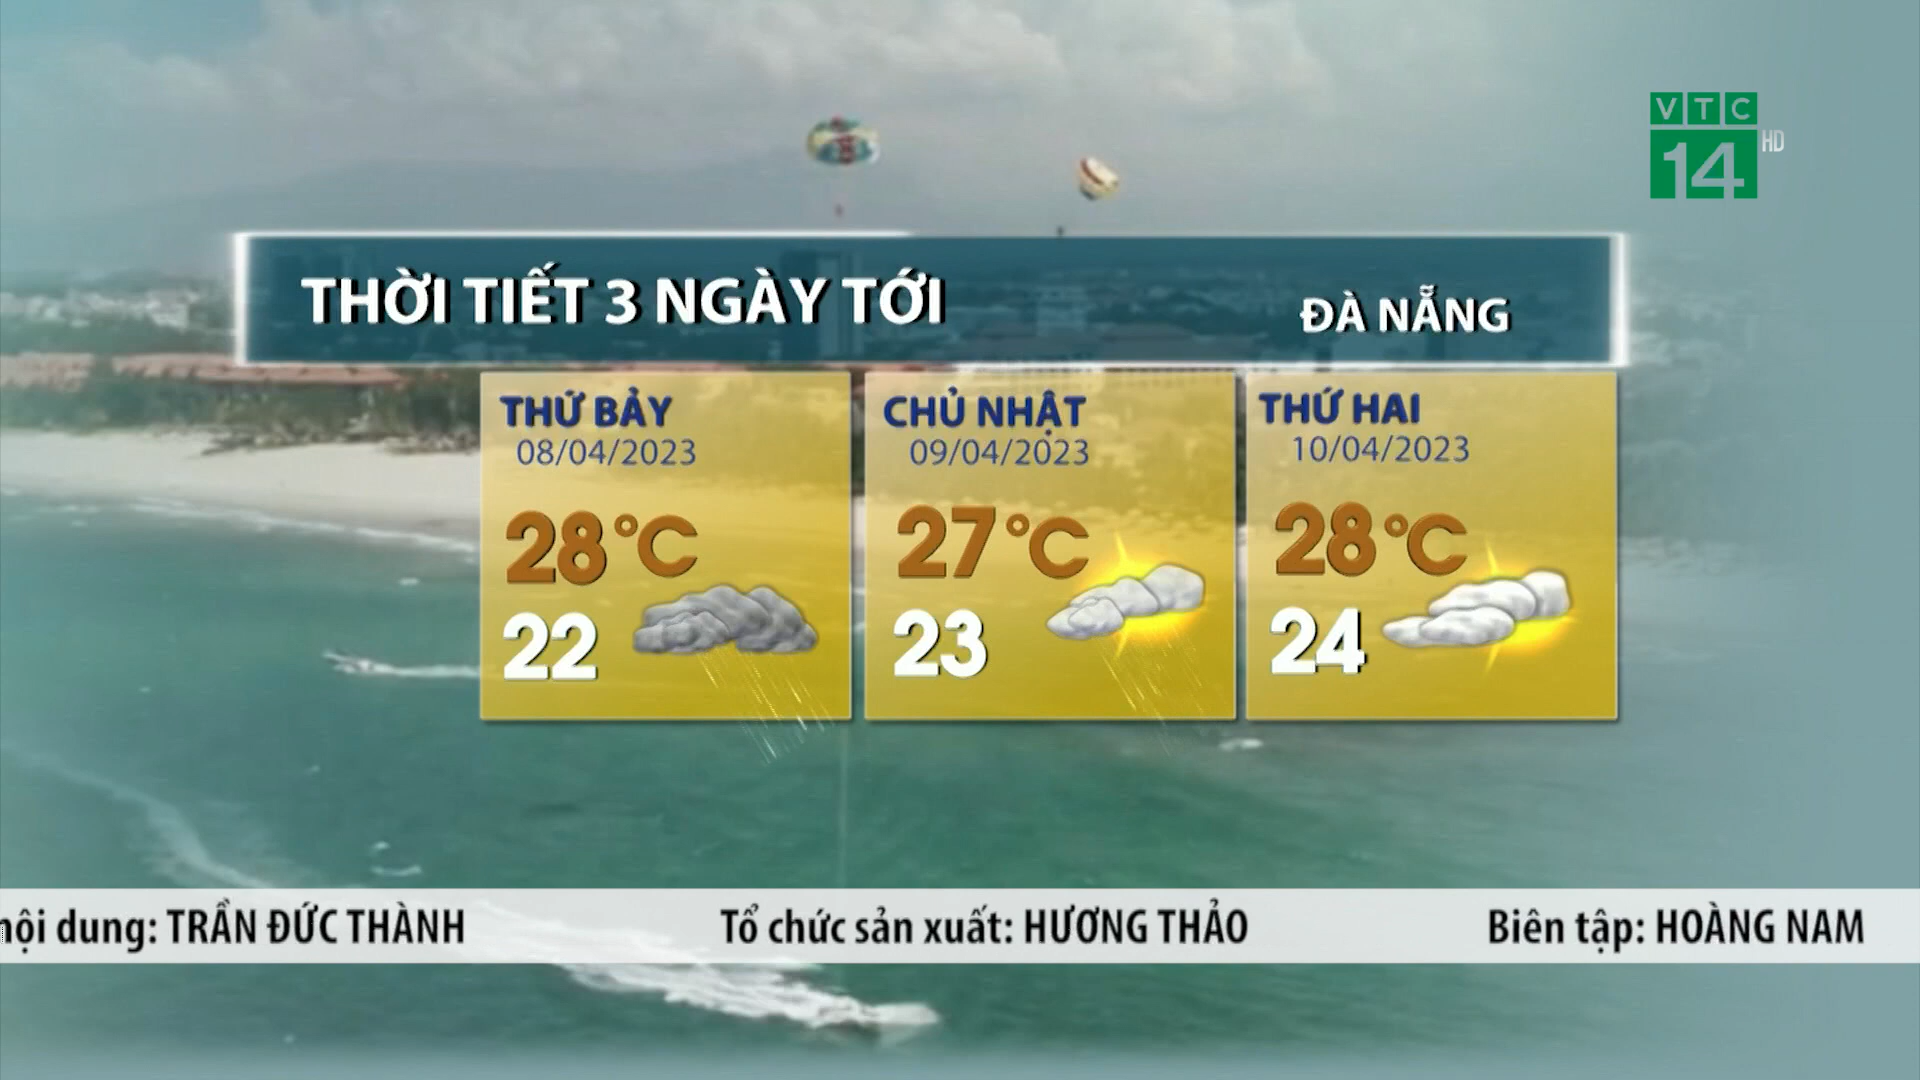 VTC
14 HD
THỜI TIẾT 3 NGÀY TỚI
ĐÀ NẴNG
THỨ BẢY
08/04/2023
28°C
22
CHỦ NHẬT
09/04/2023
27°C
23
THỨ HAI
10/04/2023
28°C
24
nội dung: TRẦN ĐỨC THÀNH Tổ chức sản xuất: HƯƠNG THẢO Biên tập: HOÀNG NAM